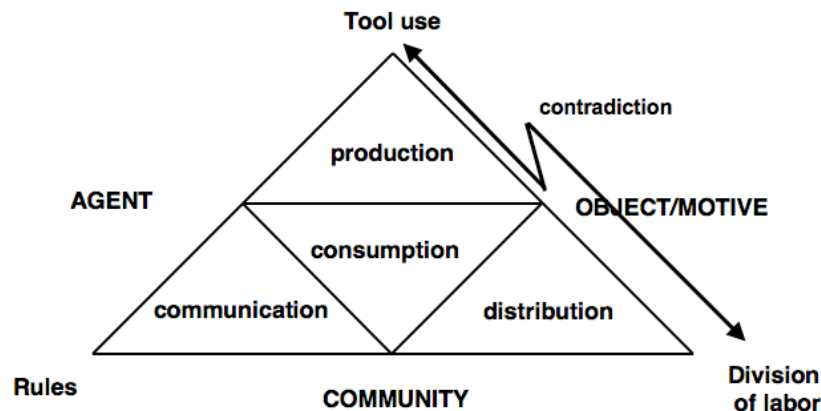 Tool use
contradiction
production
AGENT
OBJECT/MOTIVE
consumption
communication
distribution
Rules
COMMUNITY
Division
of labor